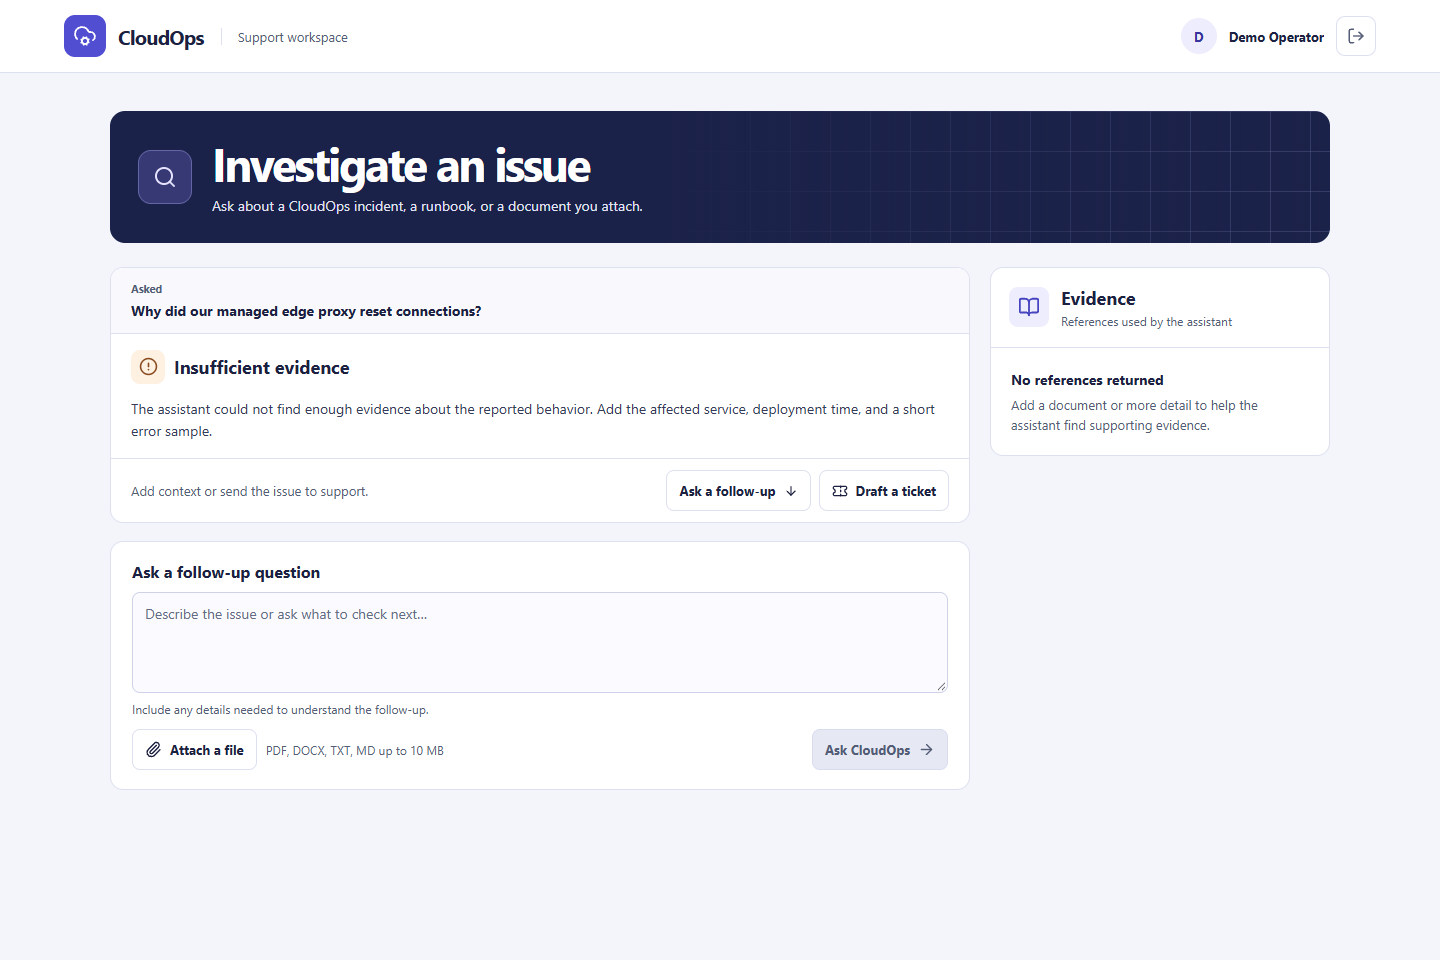 CloudOps
Support workspace
D
Demo Operator
Investigate an issue
Ask about a CloudOps incident, a runbook, or a document you attach.
Asked
Why did our managed edge proxy reset connections?
Insufficient evidence
The assistant could not find enough evidence about the reported behavior. Add the affected service, deployment time, and a short
error sample.
Add context or send the issue to support.
Ask a follow-up
Draft a ticket
Evidence
References used by the assistant
No references returned
Add a document or more detail to help the
assistant find supporting evidence.
Ask a follow-up question
Describe the issue or ask what to check next...
Include any details needed to understand the follow-up.
Attach a file
PDF, DOCX, TXT, MD up to 10 MB
Ask CloudOps